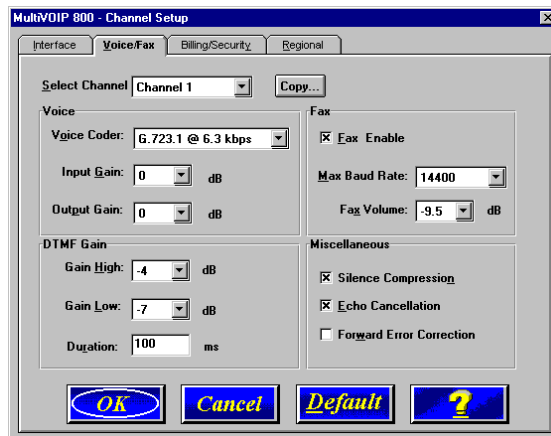 MultiVOIP 800 - Channel Setup
Interface Voice/Fax Billing/Security Regional
Select Channel Channel 1 Copy...
Voice
Voice Coder: G.723.1 @ 6.3 kbps
Input Gain: 0 dB
Output Gain: 0 dB
Fax
Fax Enable
Max Baud Rate: 14400
Fax Volume: -9.5 dB
DTMF Gain
Gain High: -4 dB
Gain Low: -7 dB
Duration: 100 ms
Miscellaneous
Silence Compression
Echo Cancellation
Forward Error Correction
OK Cancel Default ?